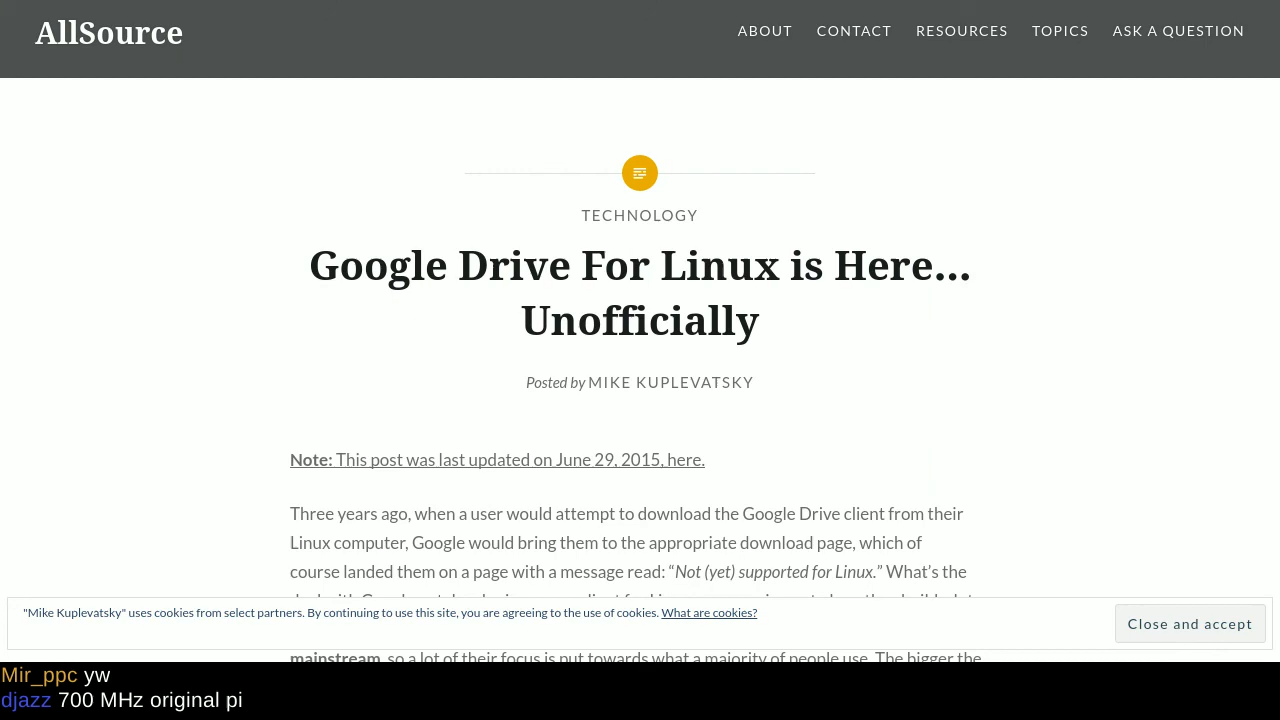 AllSource
ABOUT CONTACT RESOURCES TOPICS ASK A QUESTION
TECHNOLOGY
Google Drive For Linux is Here…
Unofficially
Posted by MIKE KUPLEVATSKY
Note: This post was last updated on June 29, 2015, here.
Three years ago, when a user would attempt to download the Google Drive client from their
Linux computer, Google would bring them to the appropriate download page, which of
course landed them on a page with a message read: “Not (yet) supported for Linux.” What’s the
"Mike Kuplevatsky" uses cookies from select partners. By continuing to use this site, you are agreeing to the use of cookies. What are cookies?
Close and accept
mainstream, so a lot of their focus is put towards what a majority of people use. The bigger the
Mir_ppc yw
djazz 700 MHz original pi